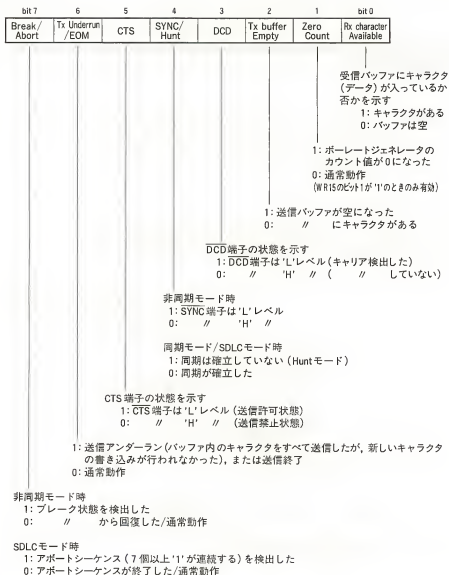 bit 7 6 5 4 3 2 1 bit 0
Break/Abort Tx Underrun/EOM CTS SYNC/Hunt DCD Tx buffer Empty Zero Count Rx character Available
受信バッファにキャラクタ
(データ)が入っているか
否かを示す
1:キャラクタがある
0:バッファは空
1:ボーレートジェネレータの
カウント値が0になった
0:通常動作
(WR15のビット1が'1'のときのみ有効)
1:送信バッファが空になった
0: 〃 にキャラクタがある
DCD端子の状態を示す
1:DCD端子は'L'レベル(キャリア検出した)
0: 〃 'H' 〃 ( 〃 していない)
非同期モード時
1:SYNC端子は'L'レベル
0: 〃 'H' 〃
同期モード/SDLCモード時
1:同期は確立していない(Huntモード)
0:同期が確立した
CTS端子の状態を示す
1:CTS端子は'L'レベル(送信許可状態)
0: 〃 'H' 〃 (送信禁止状態)
1:送信アンダーラン(バッファ内のキャラクタをすべて送信したが,新しいキャラクタ
の書き込みが行われなかった),または送信終了
0:通常動作
非同期モード時
1:ブレーク状態を検出した
0: 〃 から回復した/通常動作
SDLCモード時
1:アボートシーケンス(7個以上'1'が連続する)を検出した
0:アボートシーケンスが終了した/通常動作